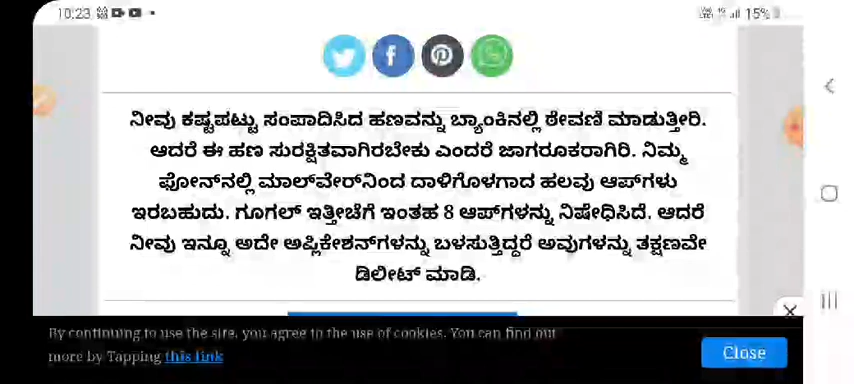 10:23
15%
ನೀವು ಕಷ್ಟಪಟ್ಟು ಸಂಪಾದಿಸಿದ ಹಣವನ್ನು ಬ್ಯಾಂಕಿನಲ್ಲಿ ಠೇವಣಿ ಮಾಡುತ್ತೀರಿ.
ಆದರೆ ಈ ಹಣ ಸುರಕ್ಷಿತವಾಗಿರಬೇಕು ಎಂದರೆ ಜಾಗರೂಕರಾಗಿರಿ. ನಿಮ್ಮ
ಫೋನ್‌ನಲ್ಲಿ ಮಾಲ್‌ವೇರ್‌ನಿಂದ ದಾಳಿಗೊಳಗಾದ ಹಲವು ಆಪ್‌ಗಳು
ಇರಬಹುದು. ಗೂಗಲ್ ಇತ್ತೀಚೆಗೆ ಇಂತಹ 8 ಆಪ್‌ಗಳನ್ನು ನಿಷೇಧಿಸಿದೆ. ಆದರೆ
ನೀವು ಇನ್ನೂ ಅದೇ ಅಪ್ಲಿಕೇಶನ್‌ಗಳನ್ನು ಬಳಸುತ್ತಿದ್ದರೆ ಅವುಗಳನ್ನು ತಕ್ಷಣವೇ
ಡಿಲೀಟ್ ಮಾಡಿ.
By continuing to use the site, you agree to the use of cookies. You can find out
more by Tapping this link
Close